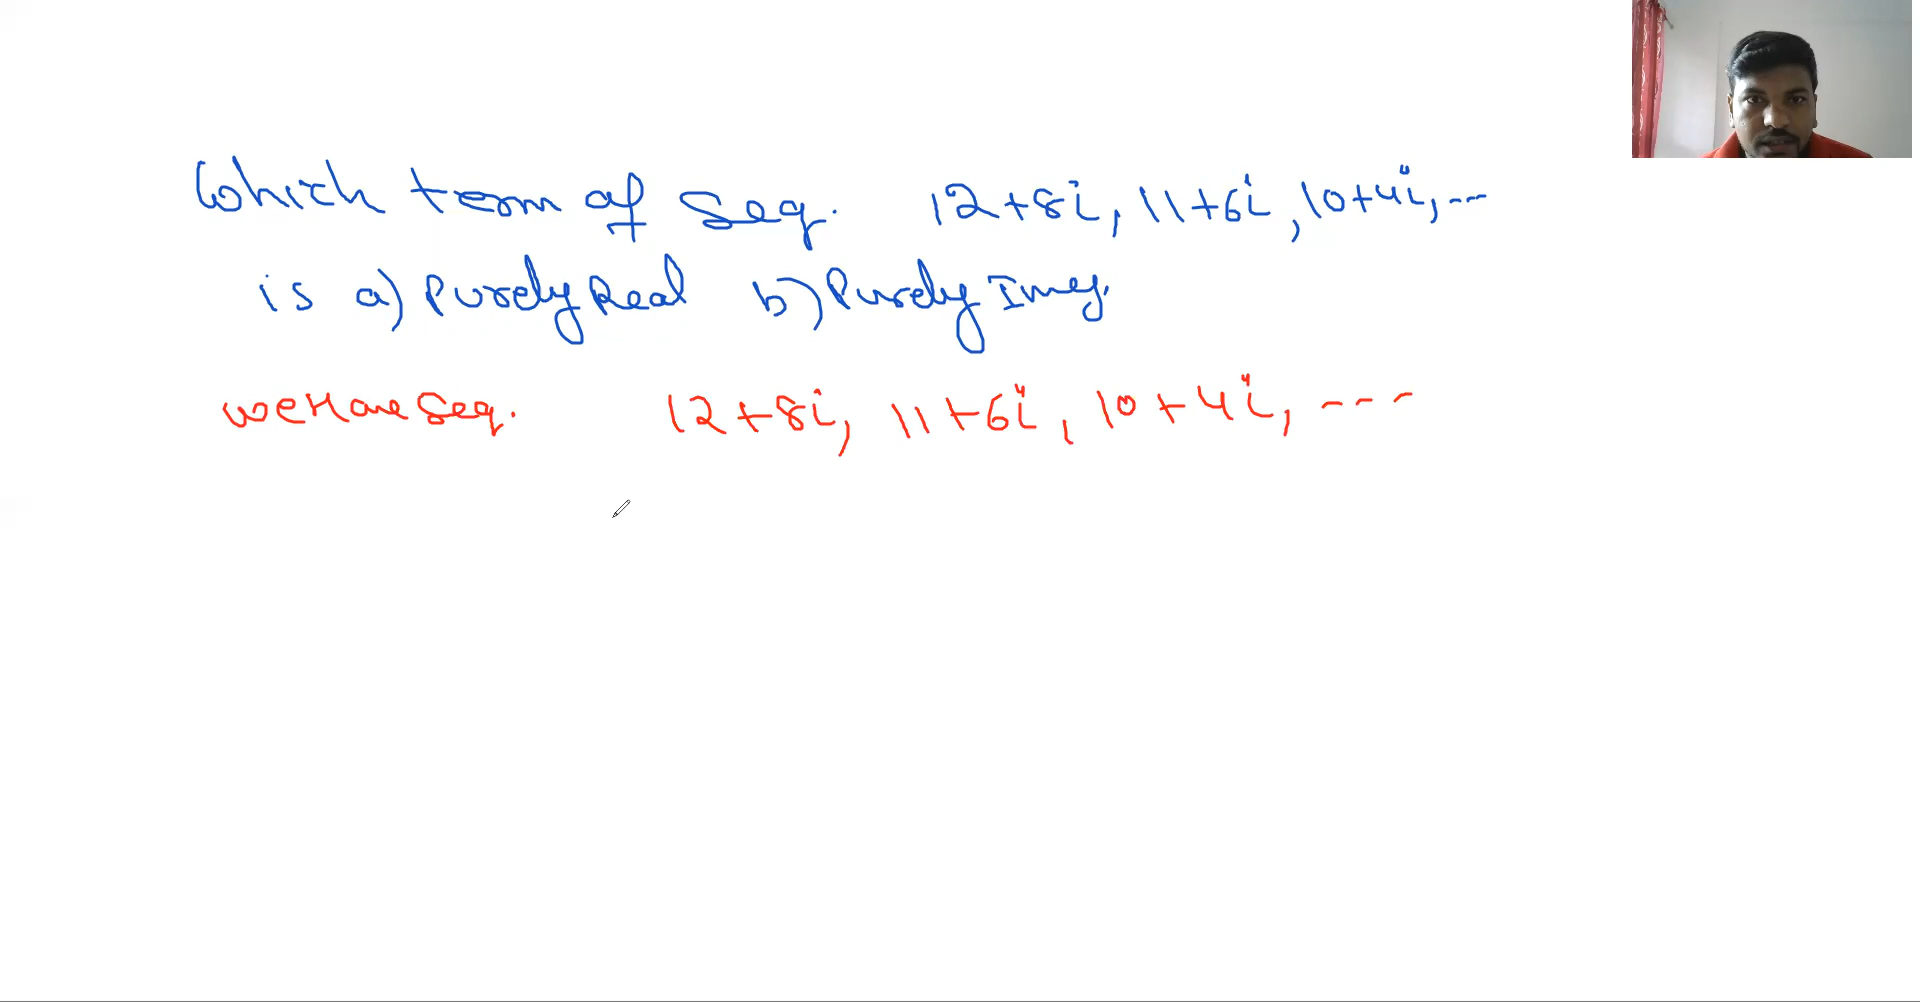 Which term of Seq. 12+8i, 11+6i, 10+4i, ---
is a) Purely Real b) Purely Imag.
we Have Seq. 12+8i, 11+6i, 10+4i, ---